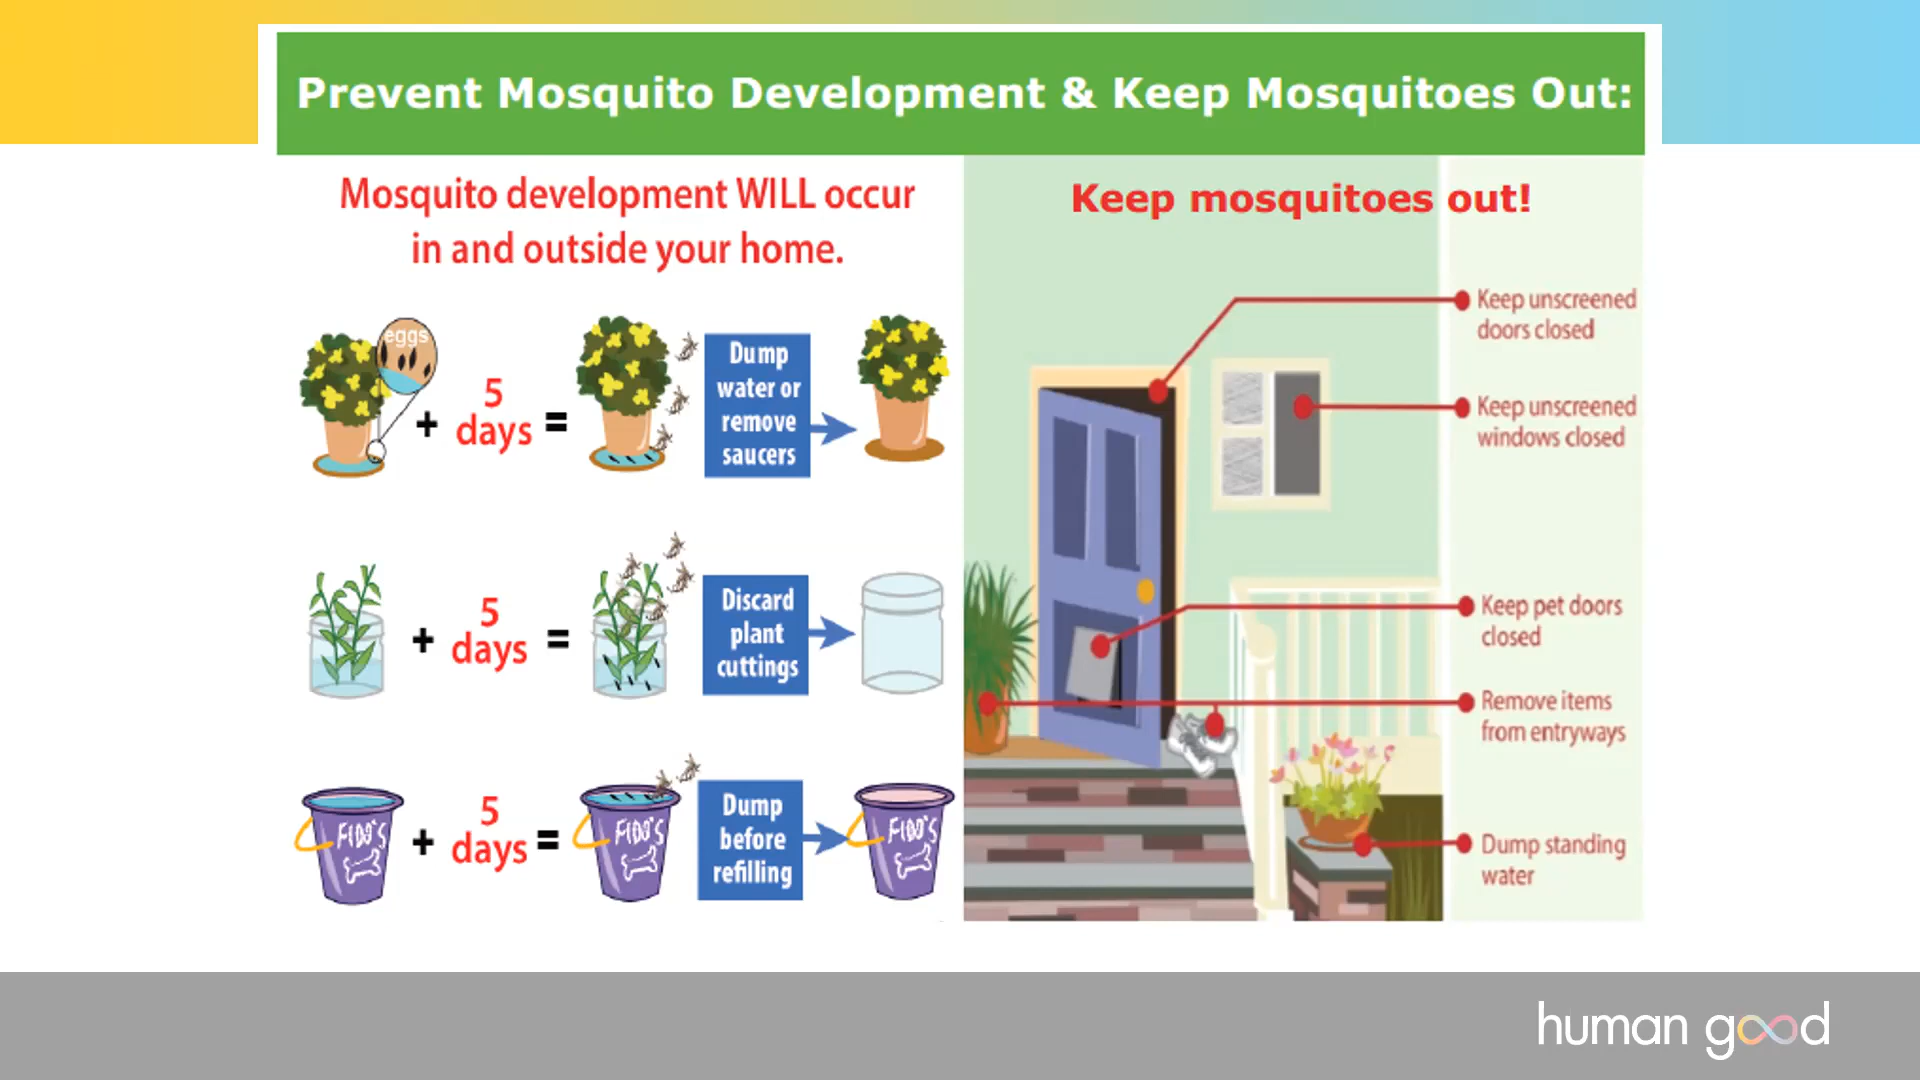 Prevent Mosquito Development & Keep Mosquitoes Out:
Mosquito development WILL occur
in and outside your home.
eggs
+
5
days
=
Dump
water or
remove
saucers
+
5
days
=
Discard
plant
cuttings
FIDO'S
+
5
days
=
FIDO'S
Dump
before
refilling
FIDO'S
Keep mosquitoes out!
Keep unscreened
doors closed
Keep unscreened
windows closed
Keep pet doors
closed
Remove items
from entryways
Dump standing
water
human good